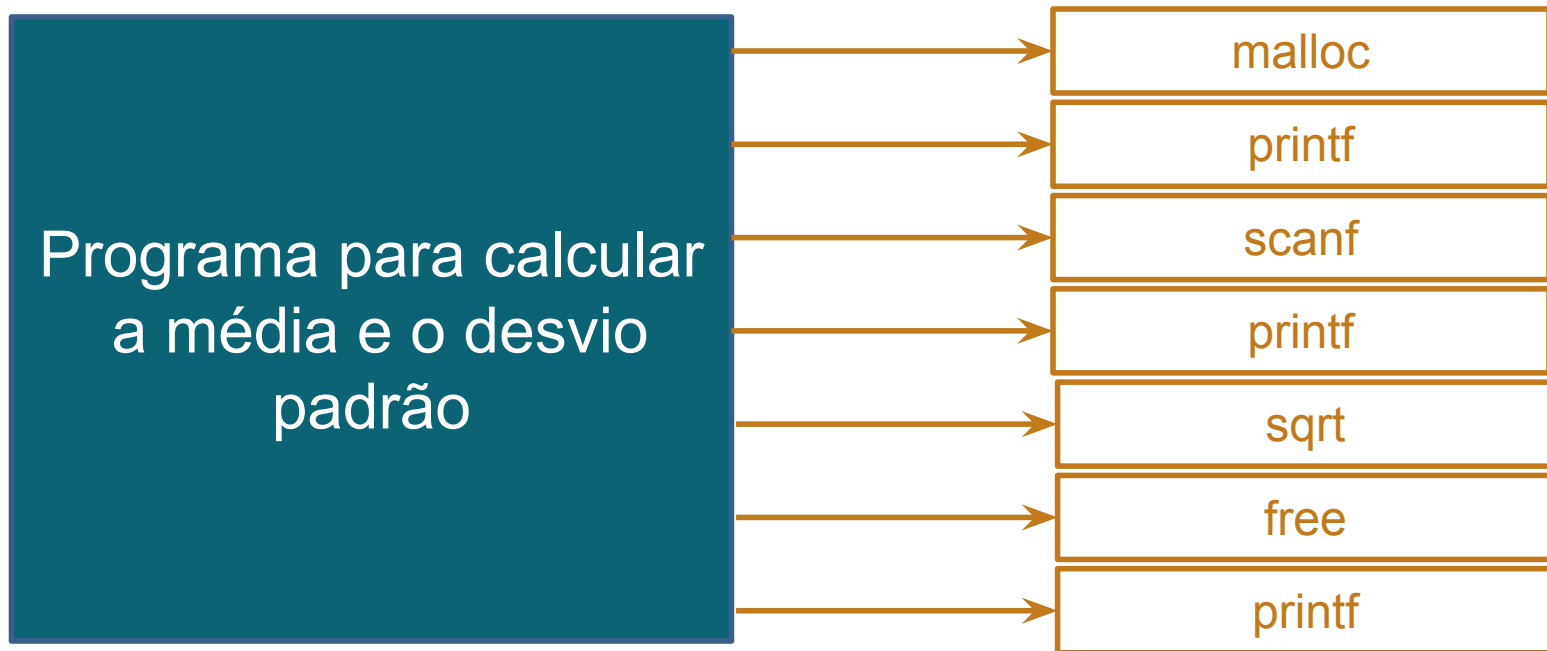 Programa para calcular
a média e o desvio
padrão
malloc
printf
scanf
printf
sqrt
free
printf